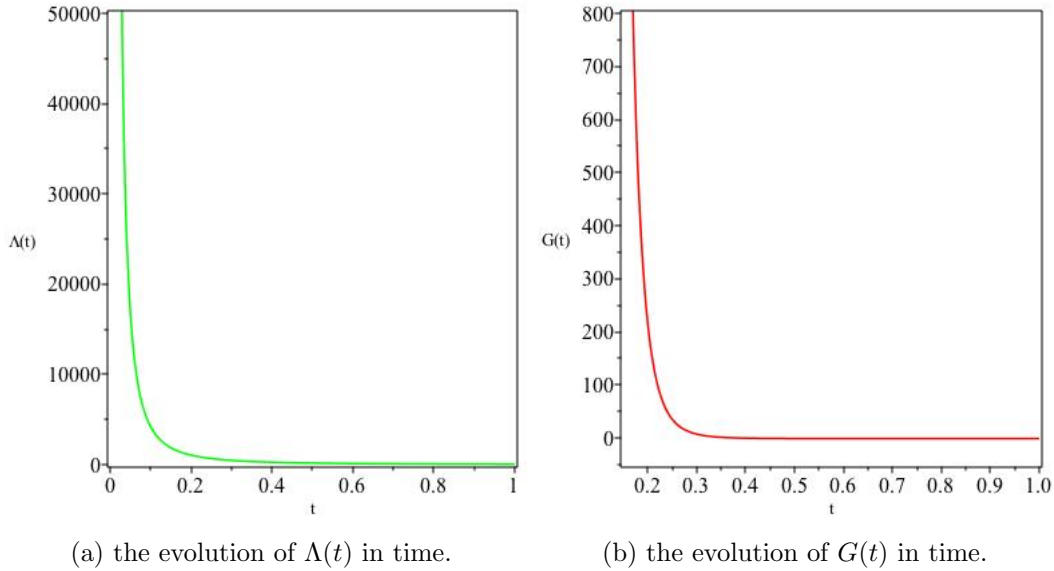 50000
40000
30000
Λ(t)
20000
10000
0
0 0.2 0.4 0.6 0.8 1
t
800
700
600
500
400
G(t)
300
200
100
0
0.2 0.3 0.4 0.5 0.6 0.7 0.8 0.9 1.0
t
(a) the evolution of Λ(t) in time.
(b) the evolution of G(t) in time.